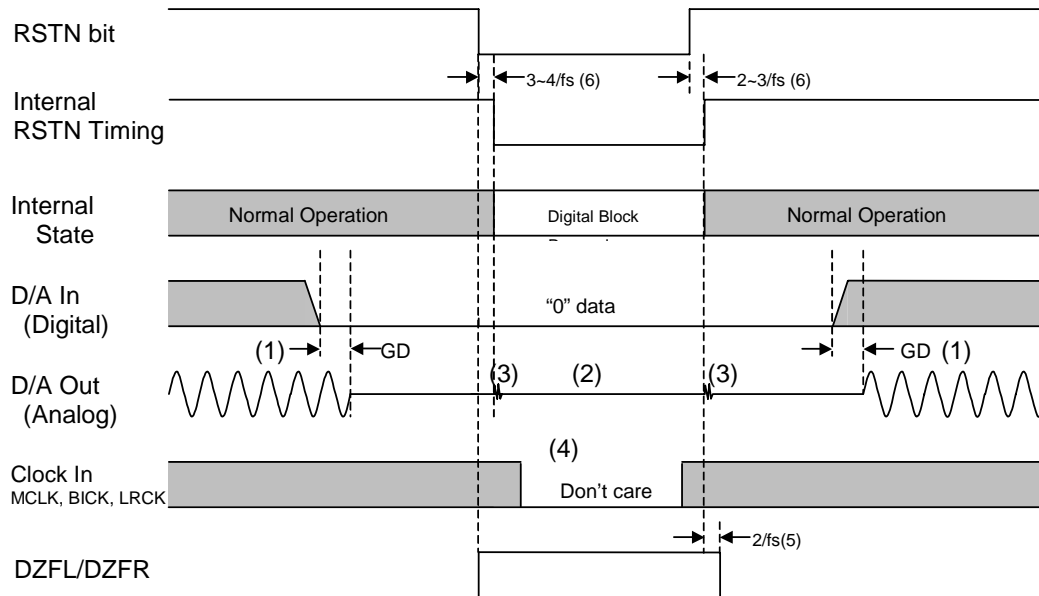 RSTN bit
3~4/fs (6)
2~3/fs (6)
Internal
RSTN Timing
Internal
State
Normal Operation
Digital Block
Normal Operation
D/A In
(Digital)
“0” data
(1)
GD
GD
(1)
D/A Out
(Analog)
(3)
(2)
(3)
(4)
Clock In
MCLK, BICK, LRCK
Don’t care
2/fs(5)
DZFL/DZFR